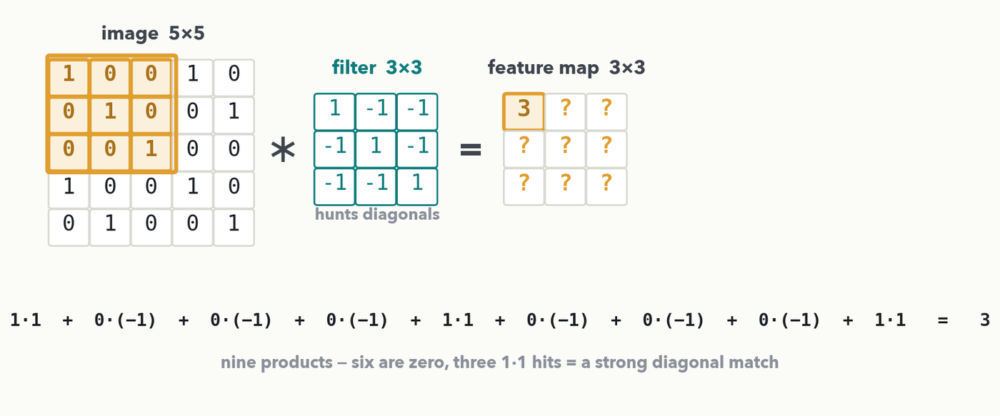 image 5×5
filter 3×3
feature map 3×3
1 0 0 1 0
0 1 0 0 1
0 0 1 0 0
1 0 0 1 0
0 1 0 0 1
*
1 -1 -1
-1 1 -1
-1 -1 1
hunts diagonals
=
3 ? ?
? ? ?
? ? ?
1·1 + 0·(−1) + 0·(−1) + 0·(−1) + 1·1 + 0·(−1) + 0·(−1) + 0·(−1) + 1·1 = 3
nine products – six are zero, three 1·1 hits = a strong diagonal match